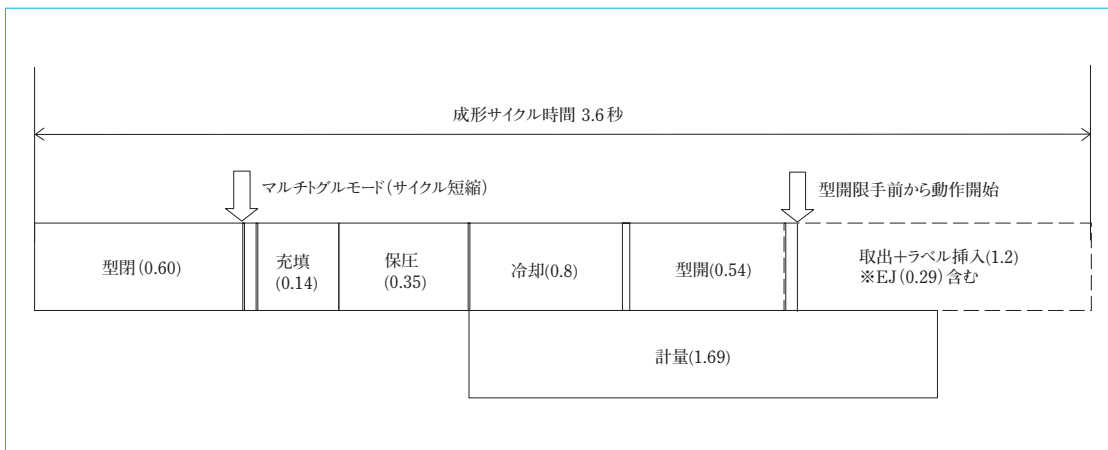 成形サイクル時間 3.6秒
マルチトグルモード(サイクル短縮)
型開限手前から動作開始
型閉(0.60)
充填
(0.14)
保圧
(0.35)
冷却(0.8)
型開(0.54)
取出+ラベル挿入(1.2)
※EJ(0.29)含む
計量(1.69)